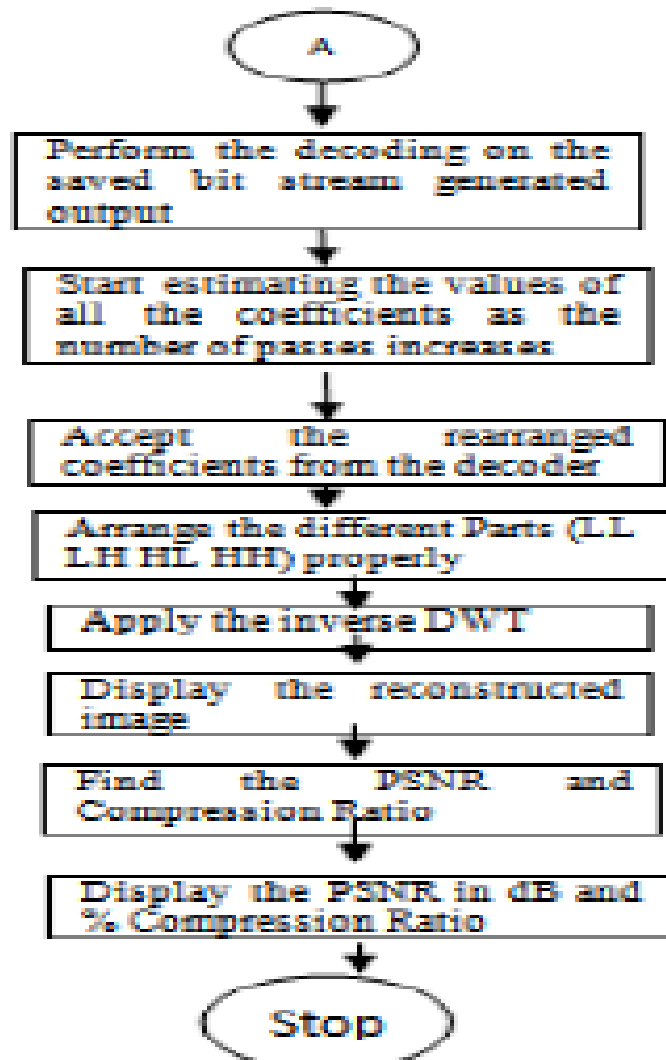 A
Perform the decoding on the
saved bit stream generated
output
Start estimating the values of
all the coefficients as the
number of passes increases
Accept the rearranged
coefficients from the decoder
Arrange the different Parts (LL
LH HL HH) properly
Apply the inverse DWT
Display the reconstructed
image
Find the PSNR and
Compression Ratio
Display the PSNR in dB and
% Compression Ratio
Stop